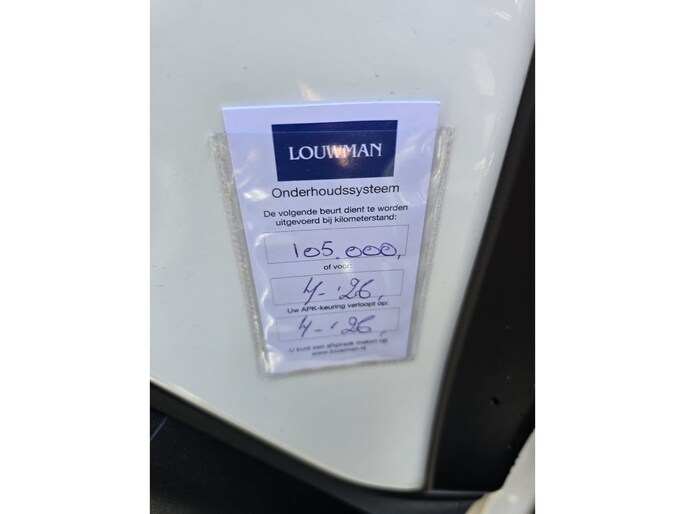 LOUWMAN
Onderhoudssysteem
De volgende beurt dient te worden
uitgevoerd bij kilometerstand:
105.000,
of voor:
4-'26,
Uw APK-keuring verloopt op:
4-'26,
U kunt een afspraak maken op
www.louwman.nl